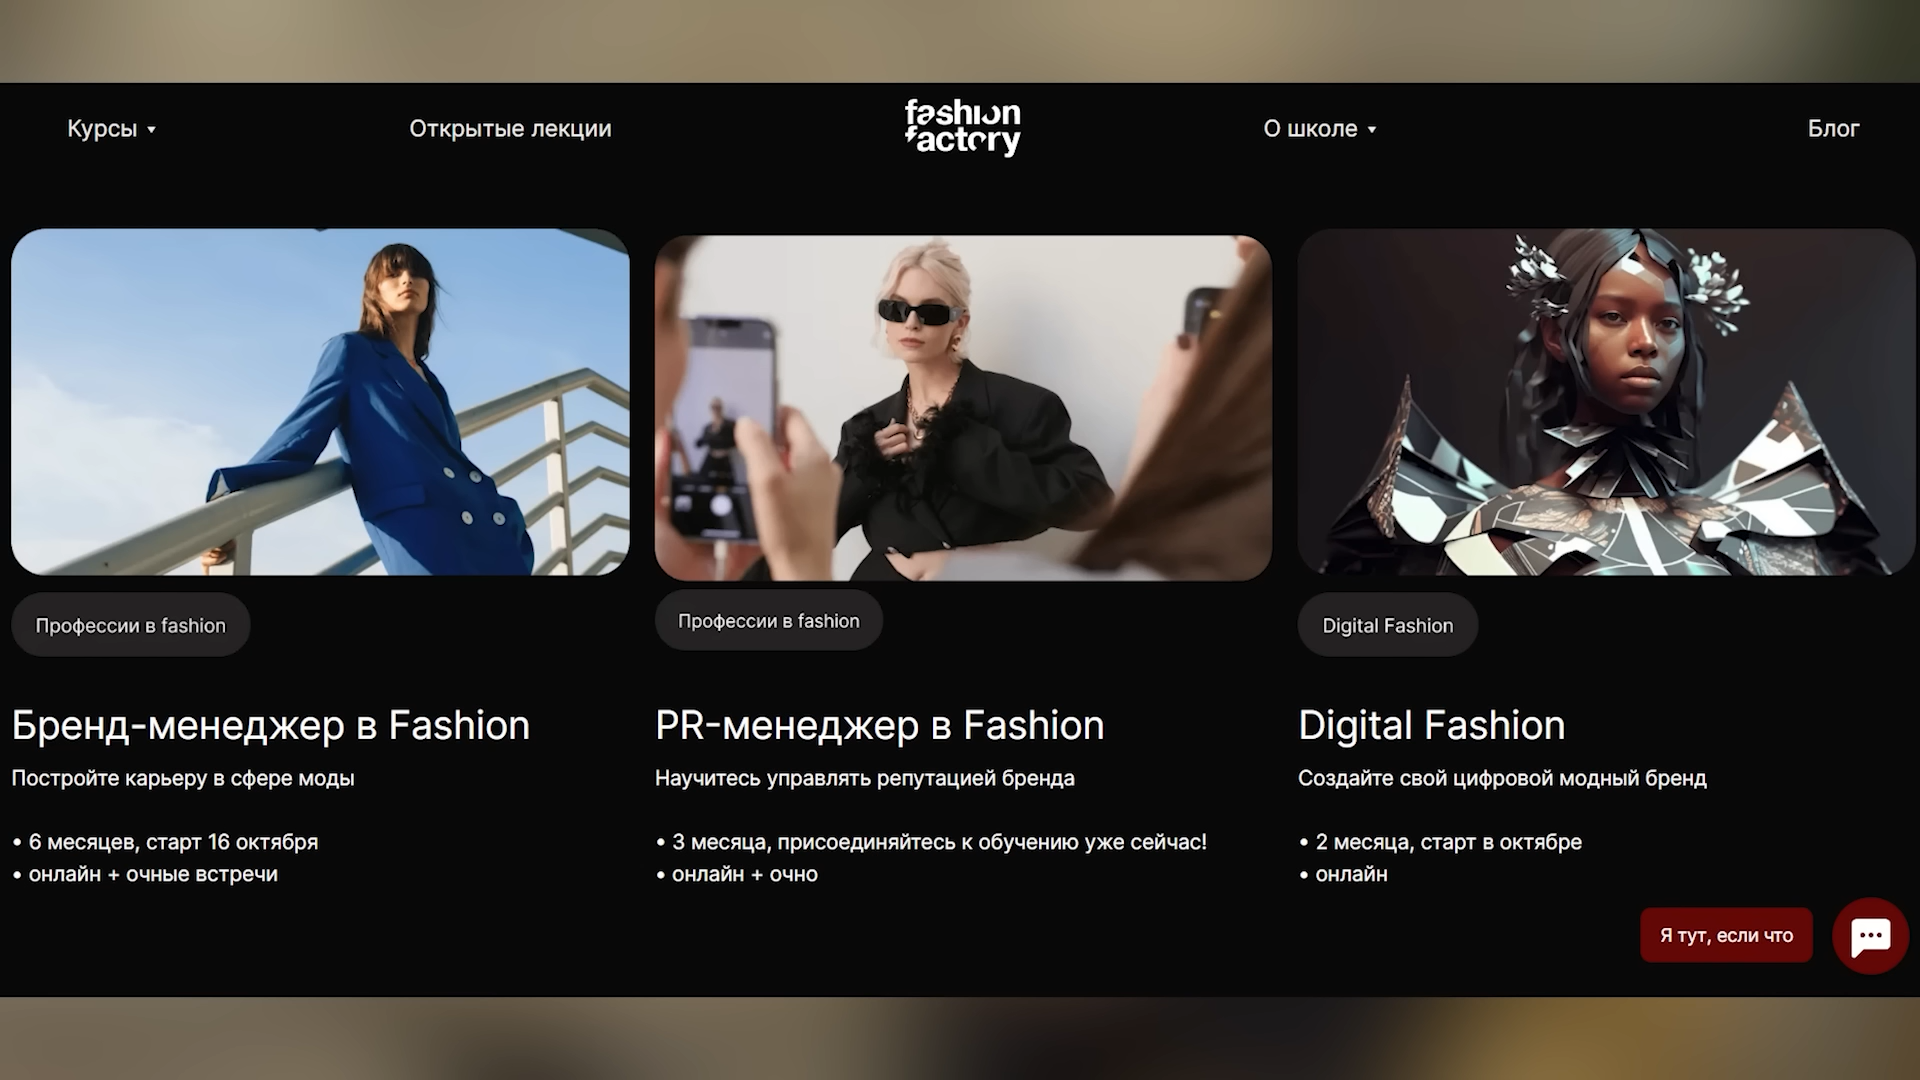 Курсы
Открытые лекции
fashion
factory
О школе
Блог
Профессии в fashion
Бренд-менеджер в Fashion
Постройте карьеру в сфере моды
• 6 месяцев, старт 16 октября
• онлайн + очные встречи
Профессии в fashion
PR-менеджер в Fashion
Научитесь управлять репутацией бренда
• 3 месяца, присоединяйтесь к обучению уже сейчас!
• онлайн + очно
Digital Fashion
Digital Fashion
Создайте свой цифровой модный бренд
• 2 месяца, старт в октябре
• онлайн
Я тут, если что